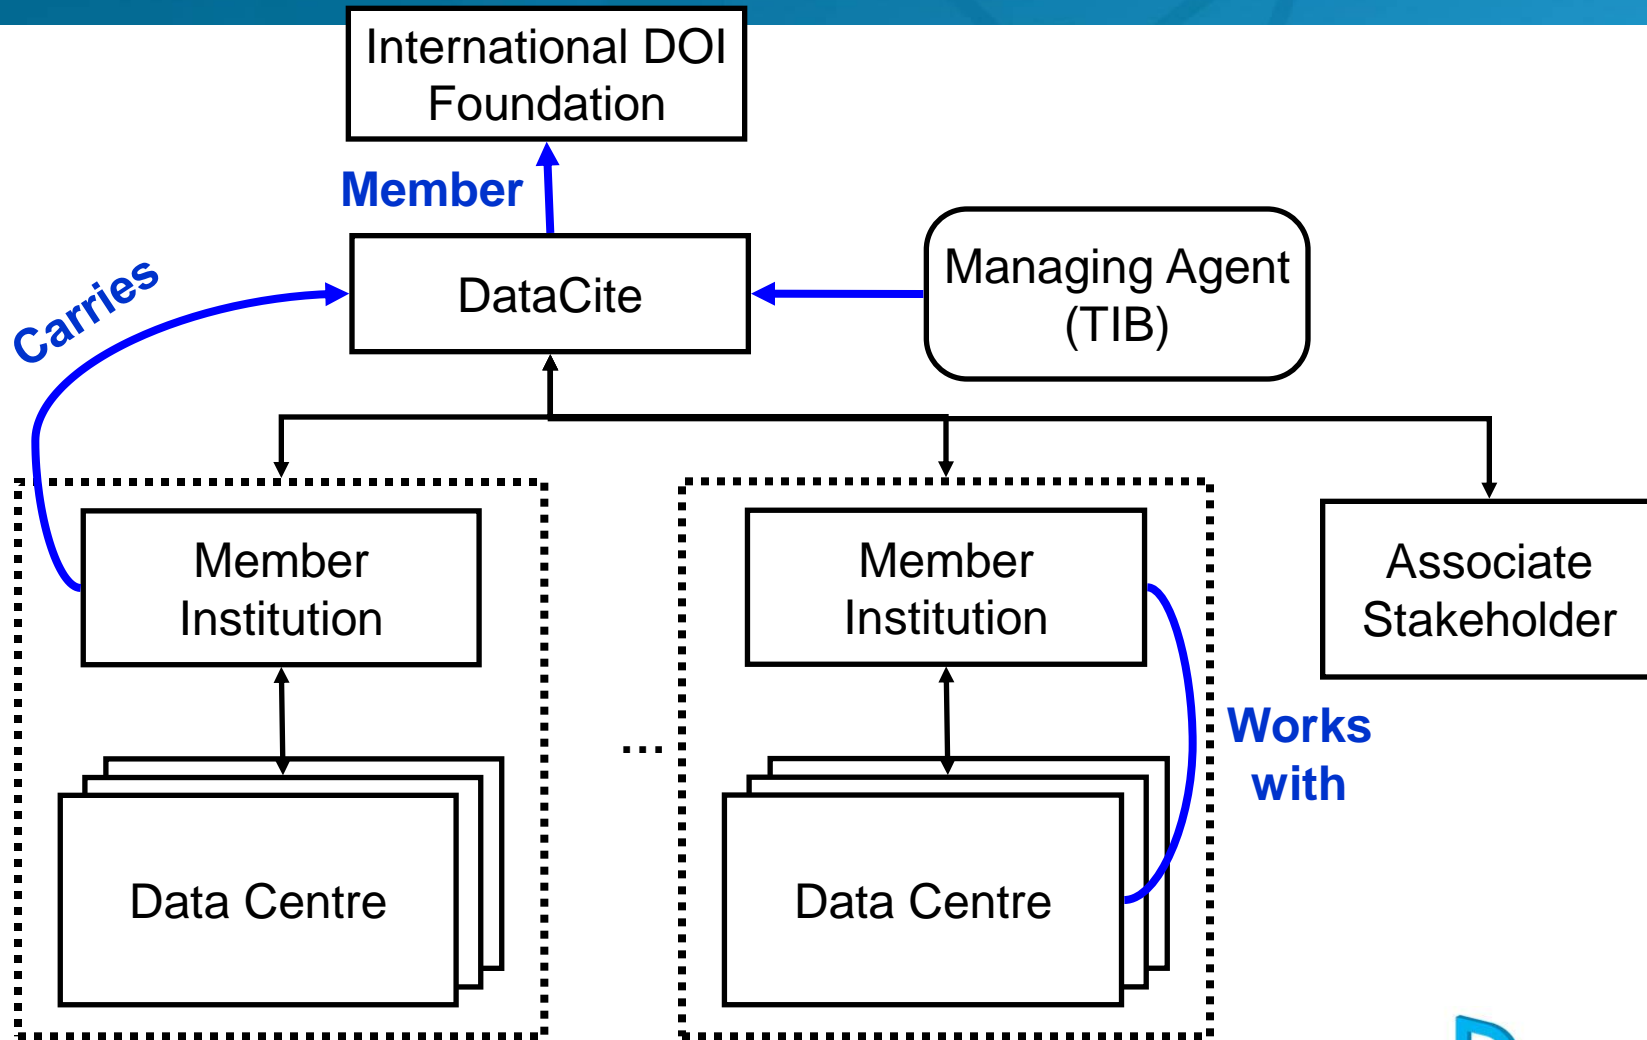 International DOI
Foundation
Member
DataCite
Managing Agent
(TIB)
Carries
Member
Institution
Member
Institution
Associate
Stakeholder
Works
with
...
Data Centre
Data Centre